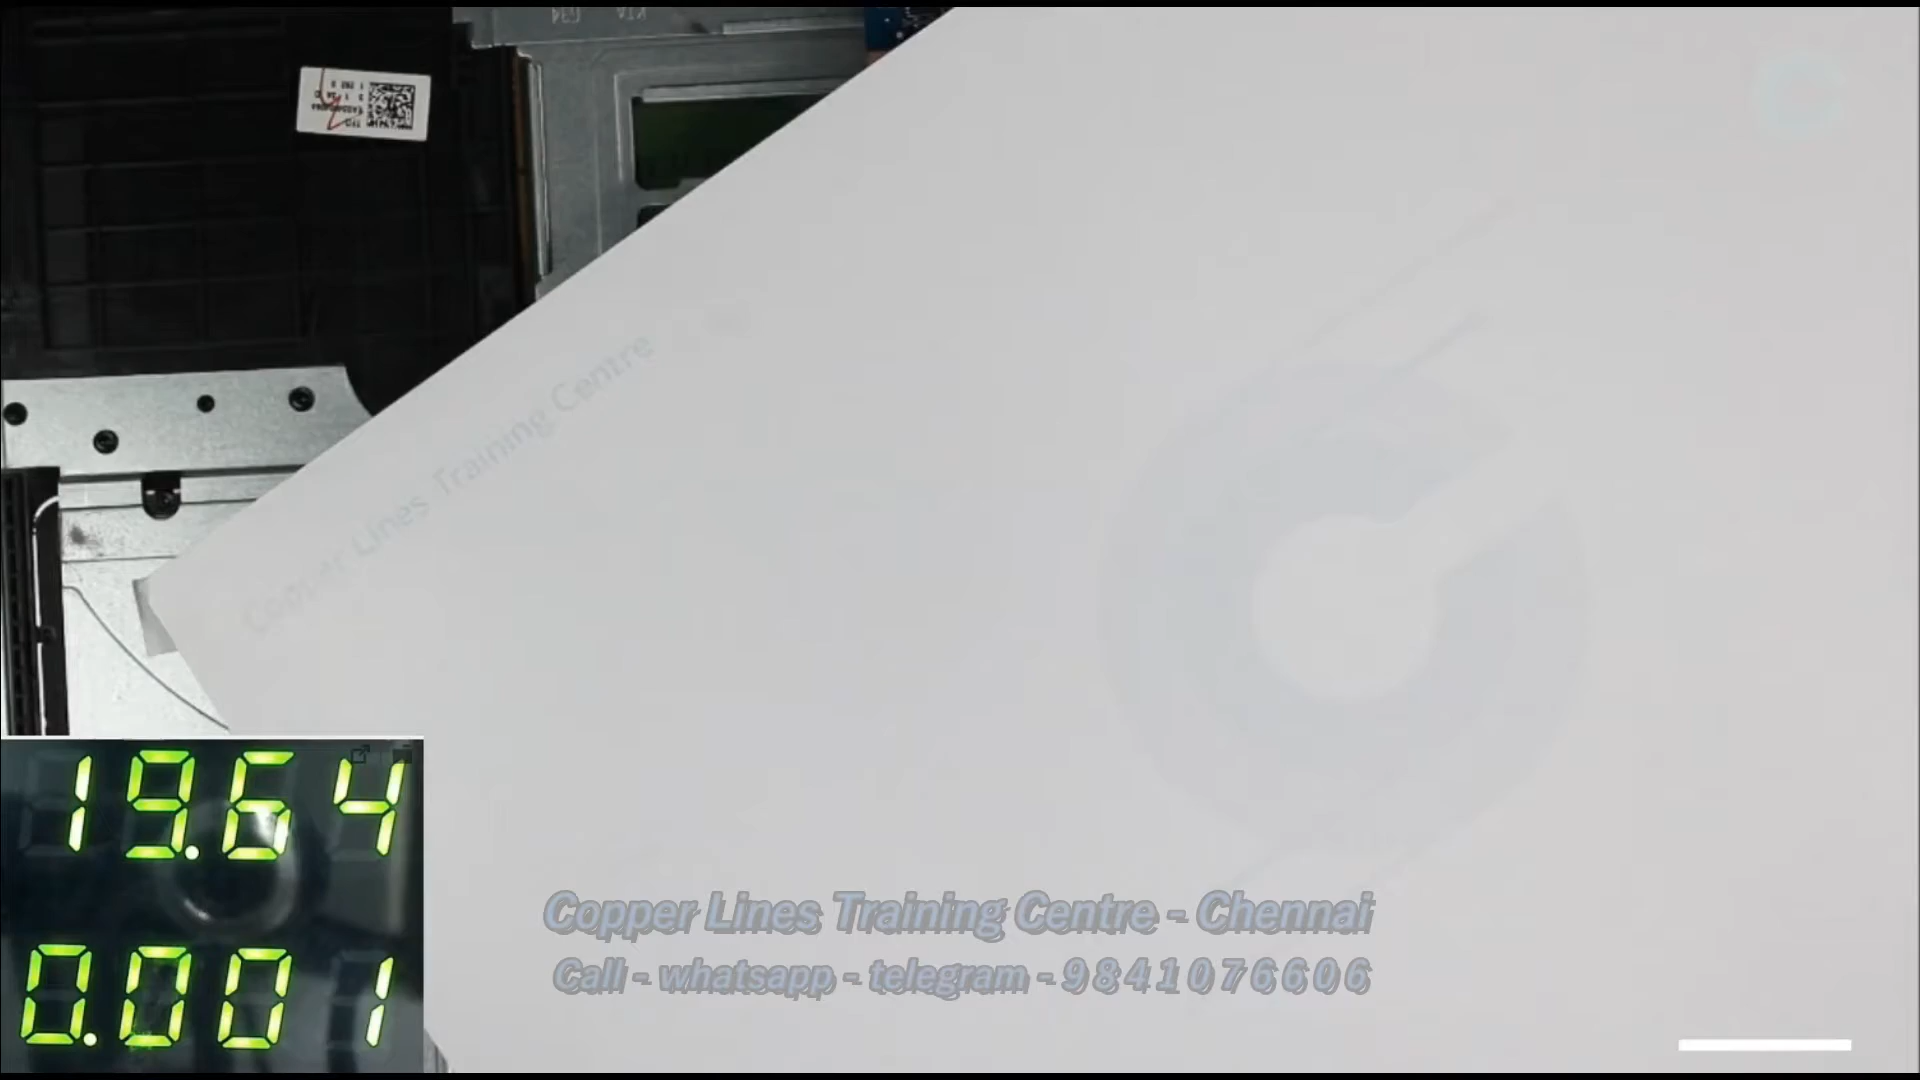 Copper Lines Training Centre
19.64
0.001
Copper Lines Training Centre - Chennai
Call - whatsapp - telegram - 9841076606